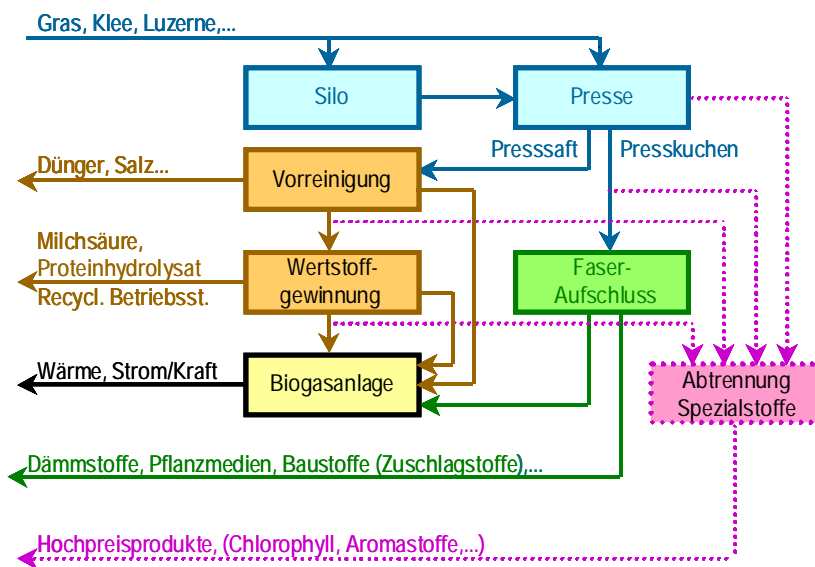 Gras, Klee, Luzerne,...
Silo
Presse
Presssaft
Presskuchen
Dünger, Salz...
Vorreinigung
Milchsäure,
Proteinhydrolysat
Recycl. Betriebsst.
Wertstoff-
gewinnung
Faser-
Aufschluss
Wärme, Strom/Kraft
Biogasanlage
Abtrennung
Spezialstoffe
Dämmstoffe, Pflanzmedien, Baustoffe (Zuschlagstoffe),...
Hochpreisprodukte, (Chlorophyll, Aromastoffe,...)